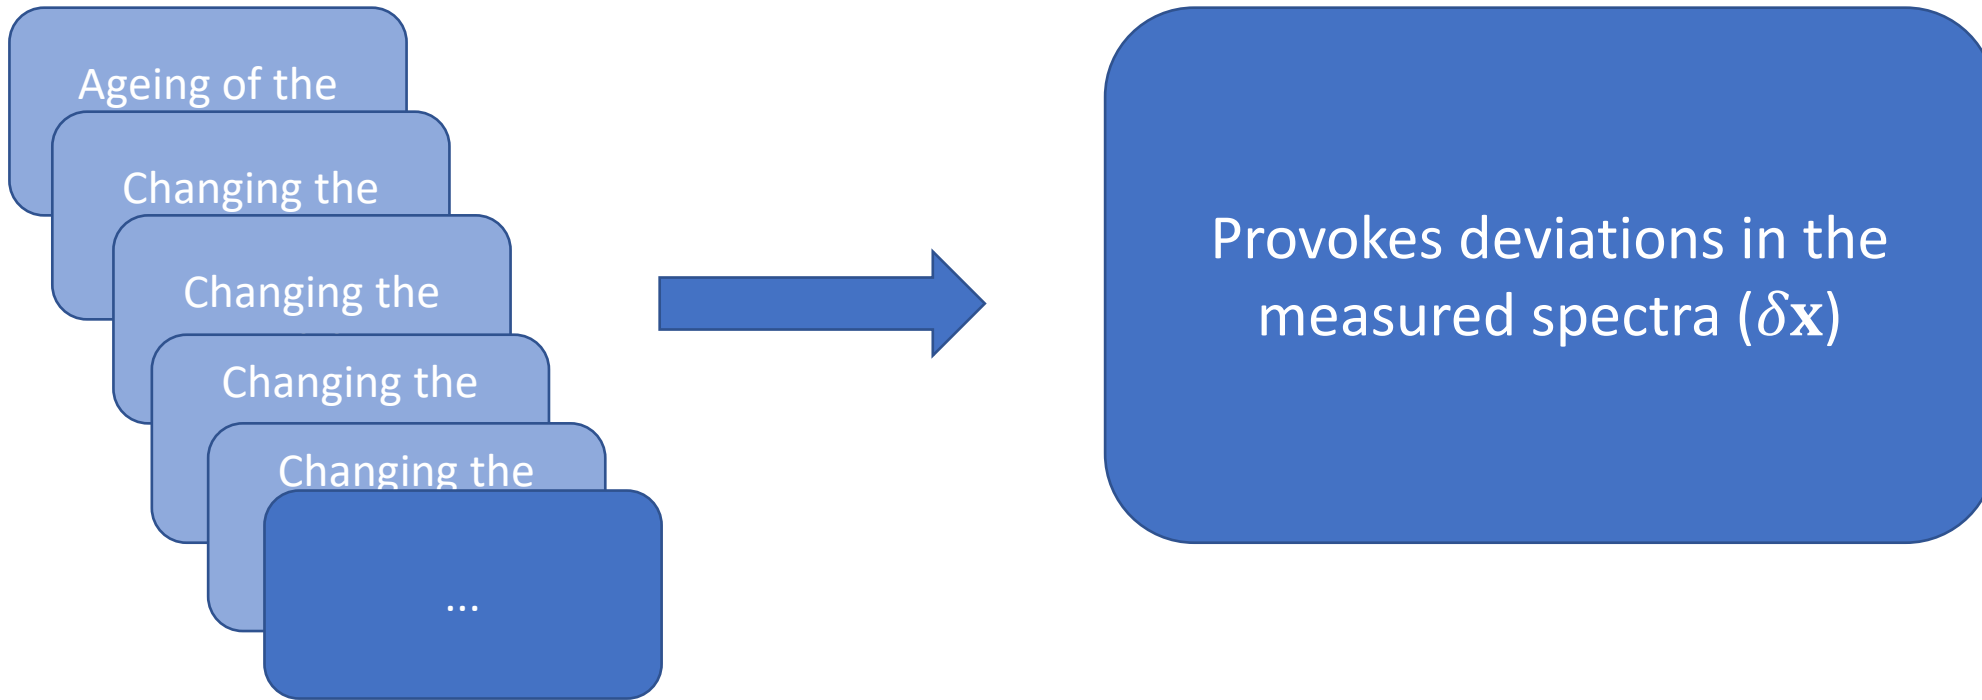 Ageing of the
Changing the
Changing the
Changing the
Changing the
...
Provokes deviations in the
measured spectra (δx)